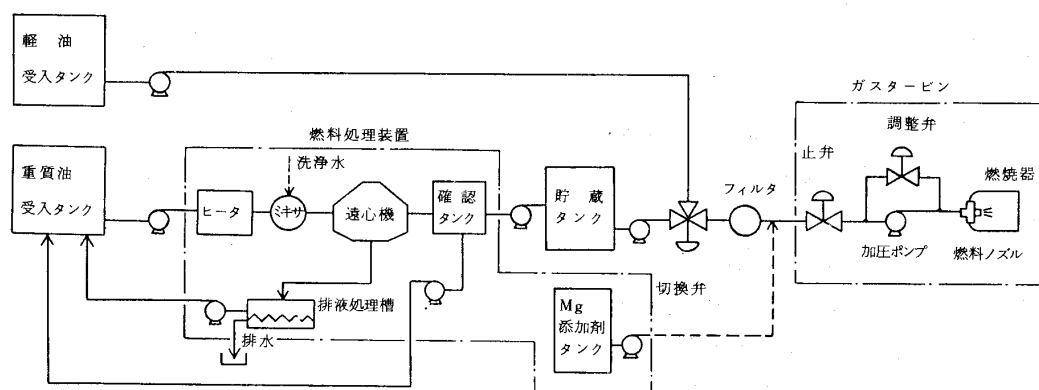 軽油
受入タンク
ガスタービン
調整弁
燃料処理装置
止弁
洗浄水
重質油
受入タンク
ヒータ
ミキサ
遠心機
確認
タンク
貯蔵
タンク
フィルタ
燃焼器
加圧ポンプ
燃料ノズル
排液処理槽
切換弁
排水
Mg
添加剤
タンク